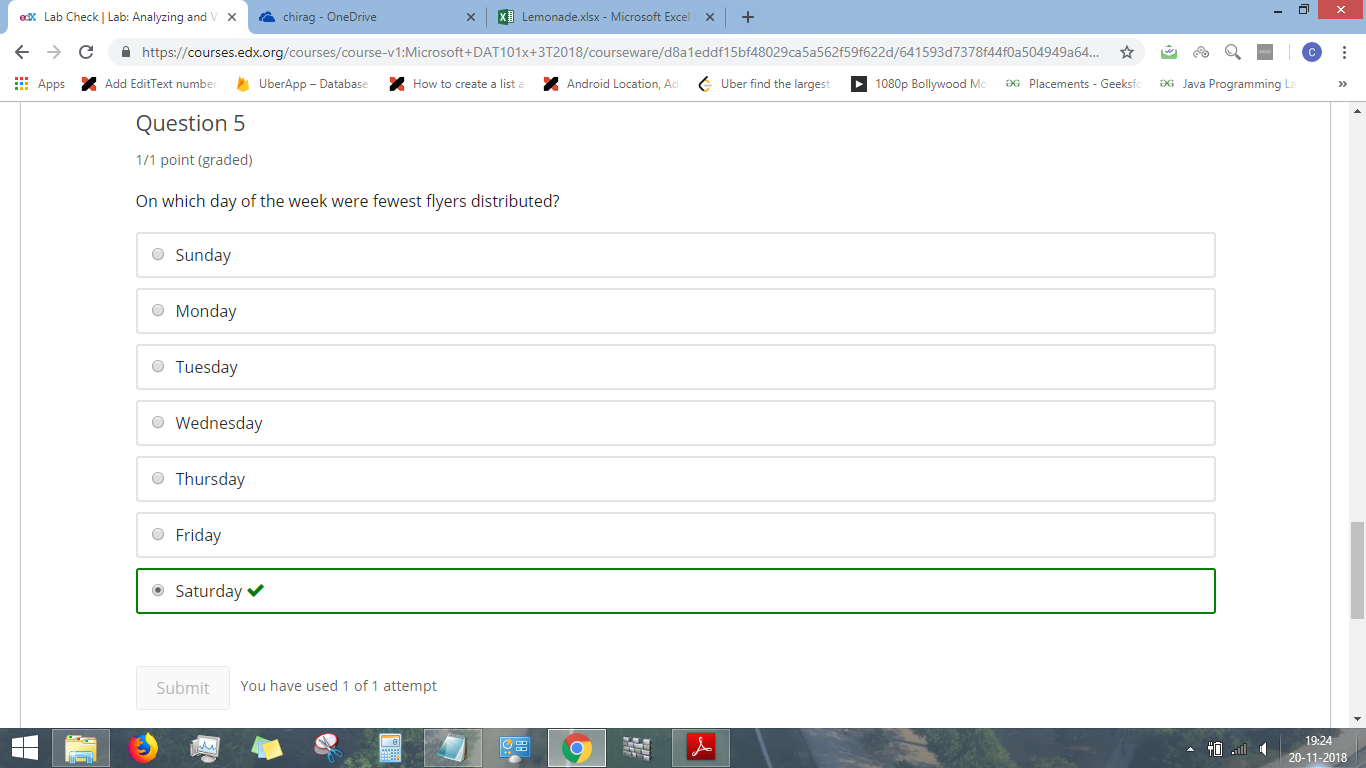 edX Lab Check | Lab: Analyzing and V
chirag - OneDrive
Lemonade.xlsx - Microsoft Excel
https://courses.edx.org/courses/course-v1:Microsoft+DAT101x+3T2018/courseware/d8a1eddf15bf48029ca5a562f59f622d/641593d7378f44f0a504949a64...
C
Apps
Add EditText number
UberApp – Database
How to create a list a
Android Location, Ad
Uber find the largest
1080p Bollywood Mo
Placements - Geeksfo
Java Programming La
»
Question 5
1/1 point (graded)
On which day of the week were fewest flyers distributed?
Sunday
Monday
Tuesday
Wednesday
Thursday
Friday
Saturday
Submit
You have used 1 of 1 attempt
19:24
20-11-2018